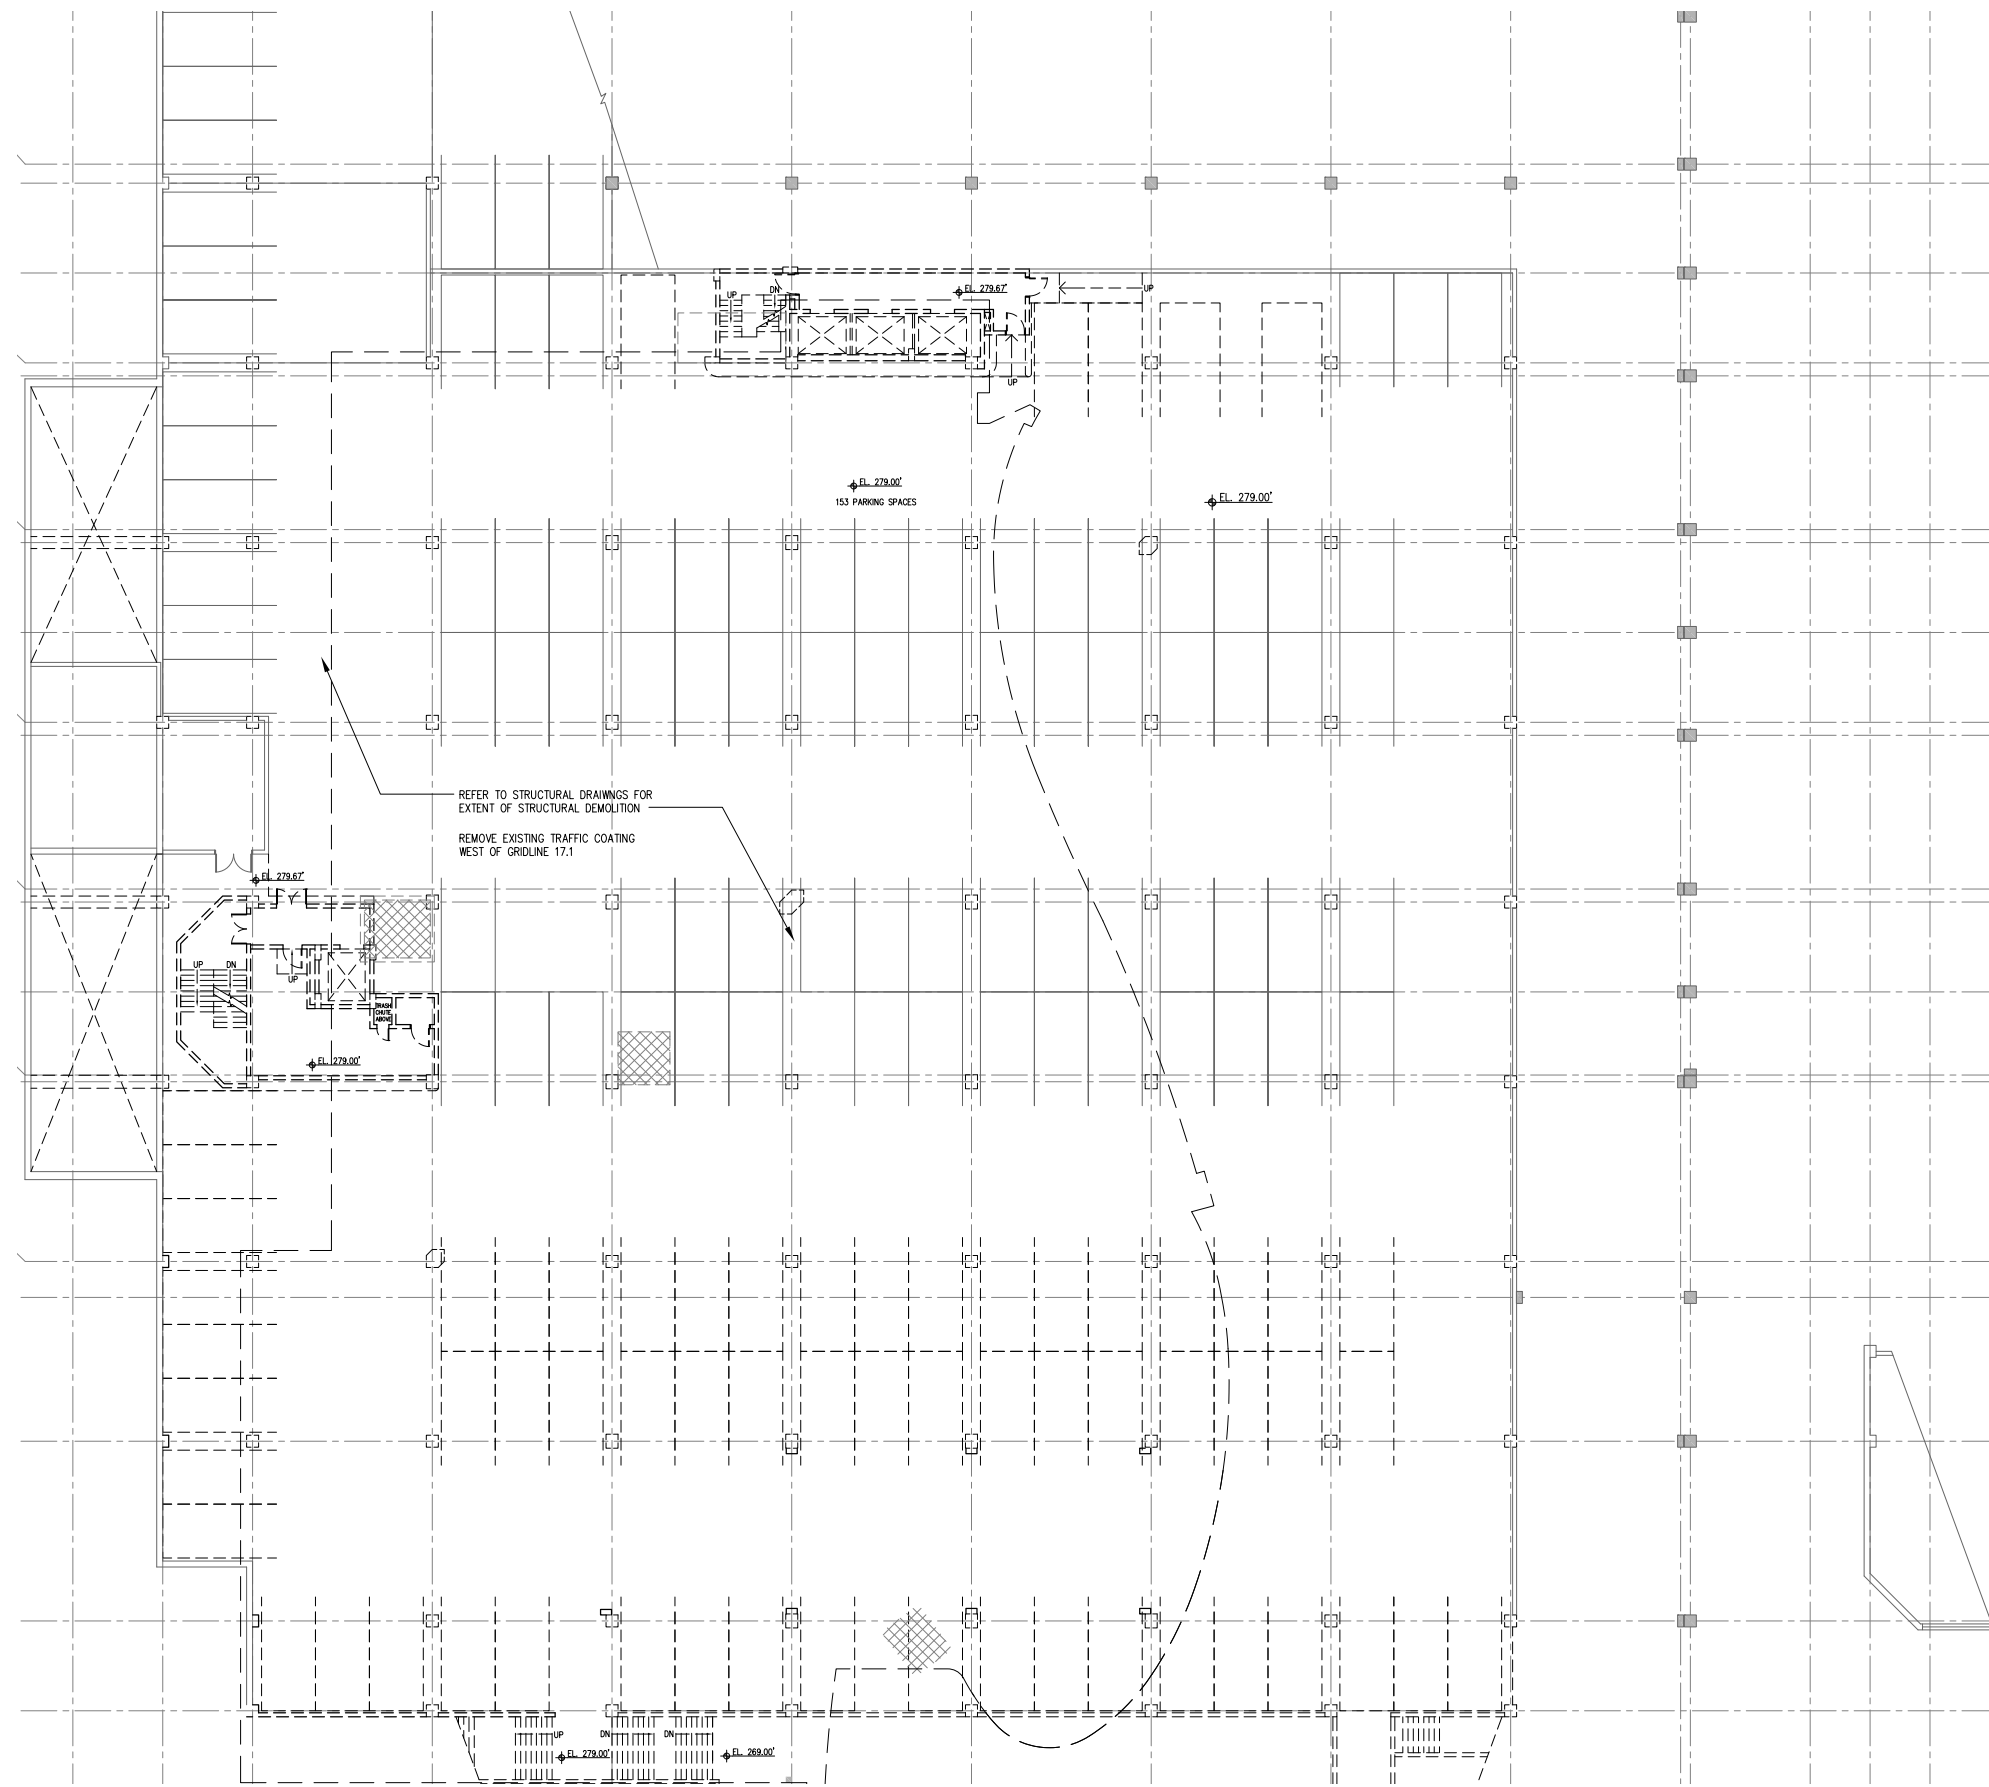 UP
DN
EL. 279.67'
UP
UP
EL. 279.00'
153 PARKING SPACES
EL. 279.00'
REFER TO STRUCTURAL DRAIWNGS FOR
EXTENT OF STRUCTURAL DEMOLITION
REMOVE EXISTING TRAFFIC COATING
WEST OF GRIDLINE 17.1
EL. 279.67'
UP
DN
UP
TRASH
CHUTE
ABOVE
EL. 279.00'
UP
DN
DN
EL. 279.00'
EL. 269.00'